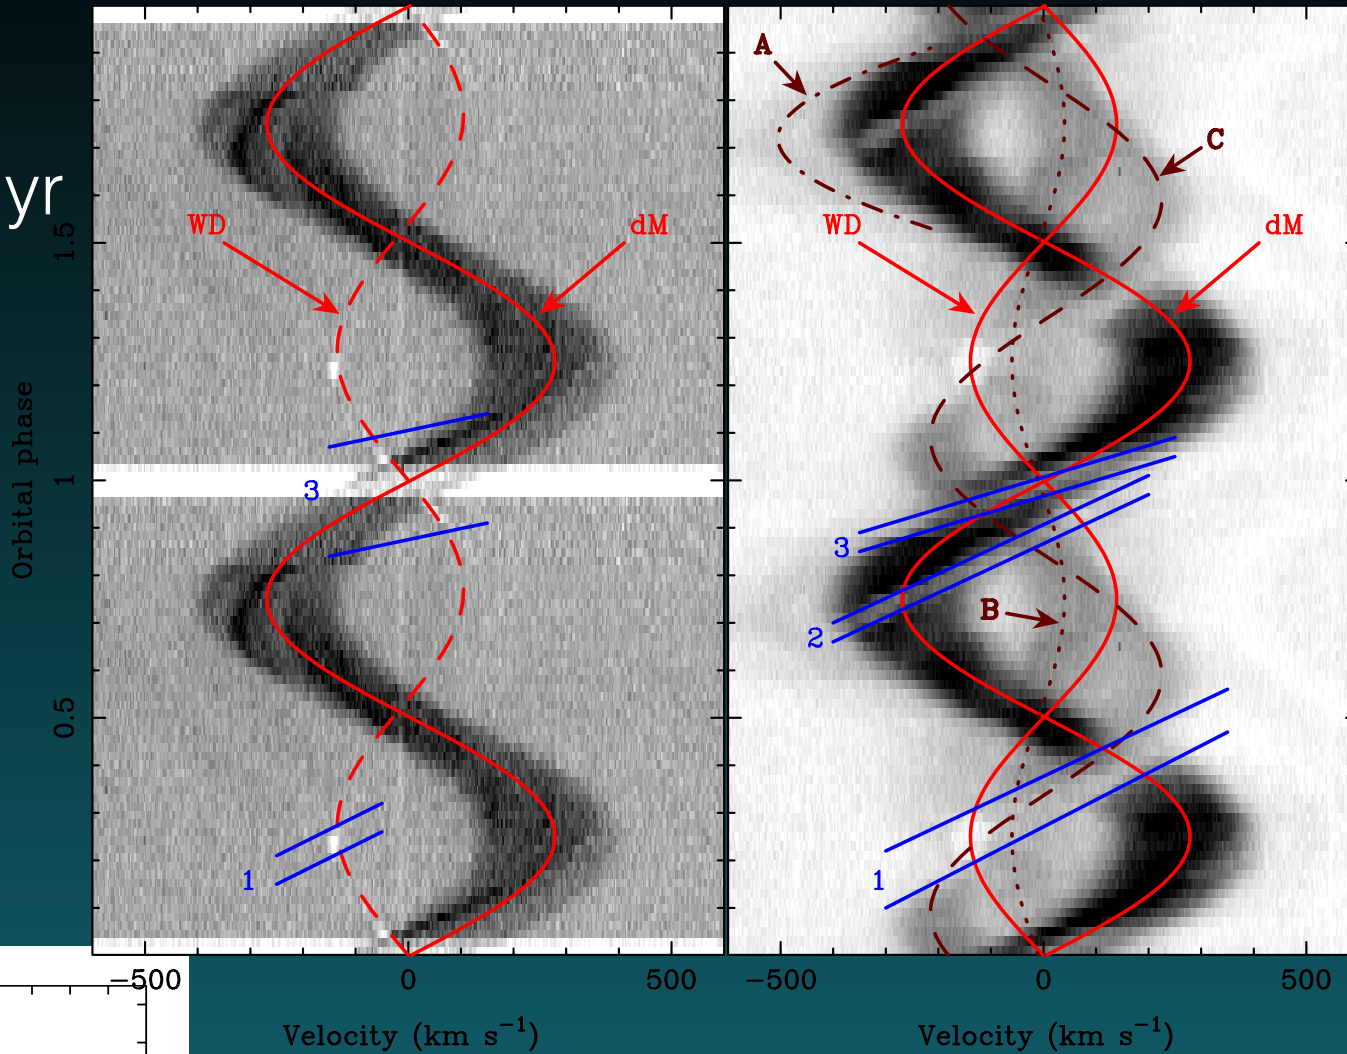 yr
Orbital phase
1.5
1
0.5
WD
dM
3
1
-500
0
500
Velocity (km s⁻¹)
A
C
WD
dM
3
B
2
1
-500
0
500
Velocity (km s⁻¹)